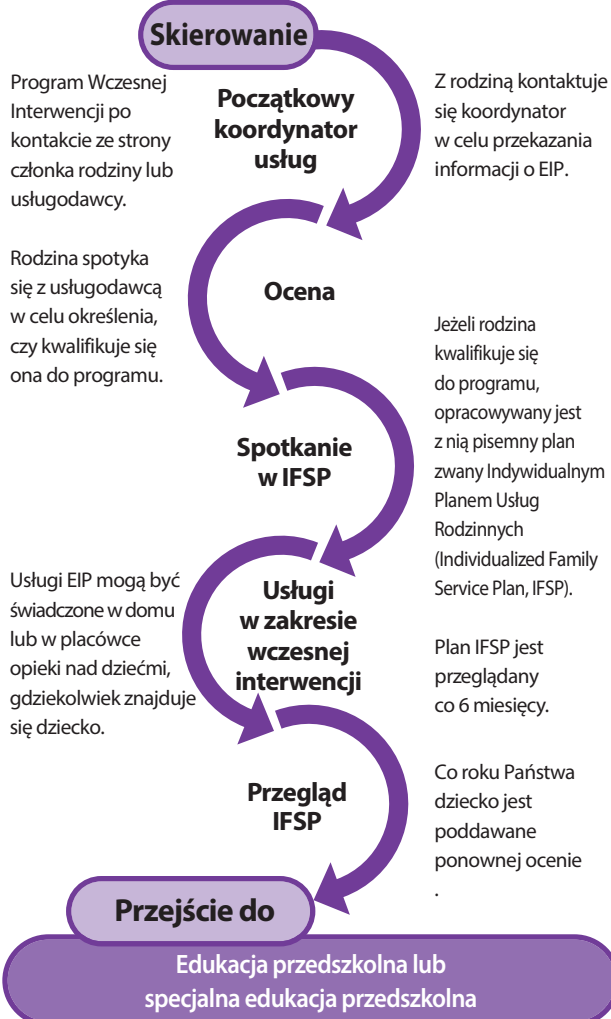 Skierowanie
Program Wczesnej
Interwencji po
kontakcie ze strony
członka rodziny lub
usługodawcy.
Początkowy
koordynator
usług
Z rodziną kontaktuje
się koordynator
w celu przekazania
informacji o EIP.
Rodzina spotyka
się z usługodawcą
w celu określenia,
czy kwalifikuje się
ona do programu.
Ocena
Spotkanie
w IFSP
Jeżeli rodzina
kwalifikuje się
do programu,
opracowywany jest
z nią pisemny plan
zwany Indywidualnym
Planem Usług
Rodzinnych
(Individualized Family
Service Plan, IFSP).
Usługi EIP mogą być
świadczone w domu
lub w placówce
opieki nad dziećmi,
gdziekolwiek znajduje
się dziecko.
Usługi
w zakresie
wczesnej
interwencji
Plan IFSP jest
przeglądany
co 6 miesięcy.
Przegląd
IFSP
Co roku Państwa
dziecko jest
poddawane
ponownej ocenie
.
Przejście do
Edukacja przedszkolna lub
specjalna edukacja przedszkolna